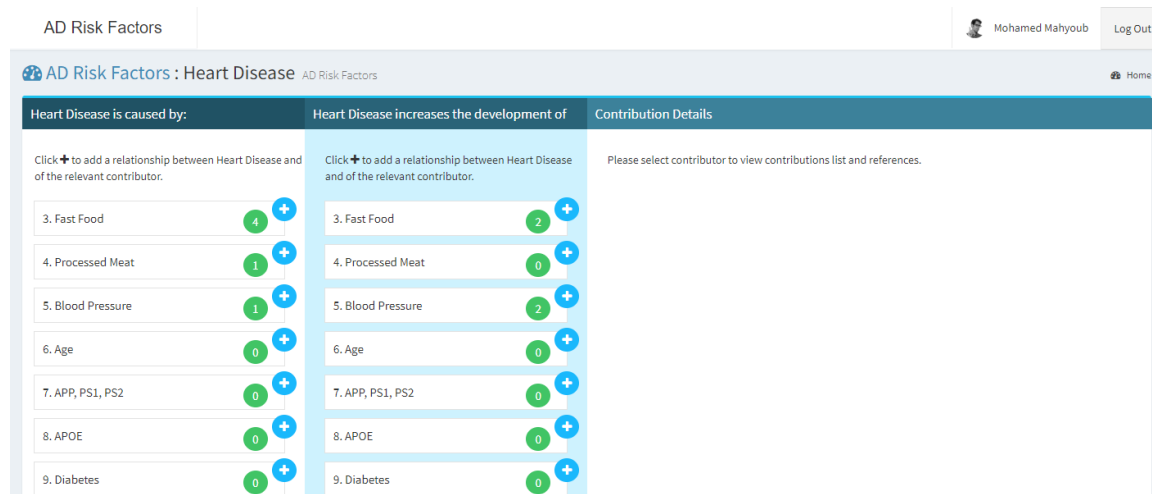 AD Risk Factors
Mohamed Mahyoub
Log Out
AD Risk Factors : Heart Disease AD Risk Factors
Home
Heart Disease is caused by:
Click + to add a relationship between Heart Disease and
of the relevant contributor.
3. Fast Food 4
4. Processed Meat 1
5. Blood Pressure 1
6. Age 0
7. APP, PS1, PS2 0
8. APOE 0
9. Diabetes 0
Heart Disease increases the development of
Click + to add a relationship between Heart Disease
and of the relevant contributor.
3. Fast Food 2
4. Processed Meat 0
5. Blood Pressure 2
6. Age 0
7. APP, PS1, PS2 0
8. APOE 0
9. Diabetes 0
Contribution Details
Please select contributor to view contributions list and references.